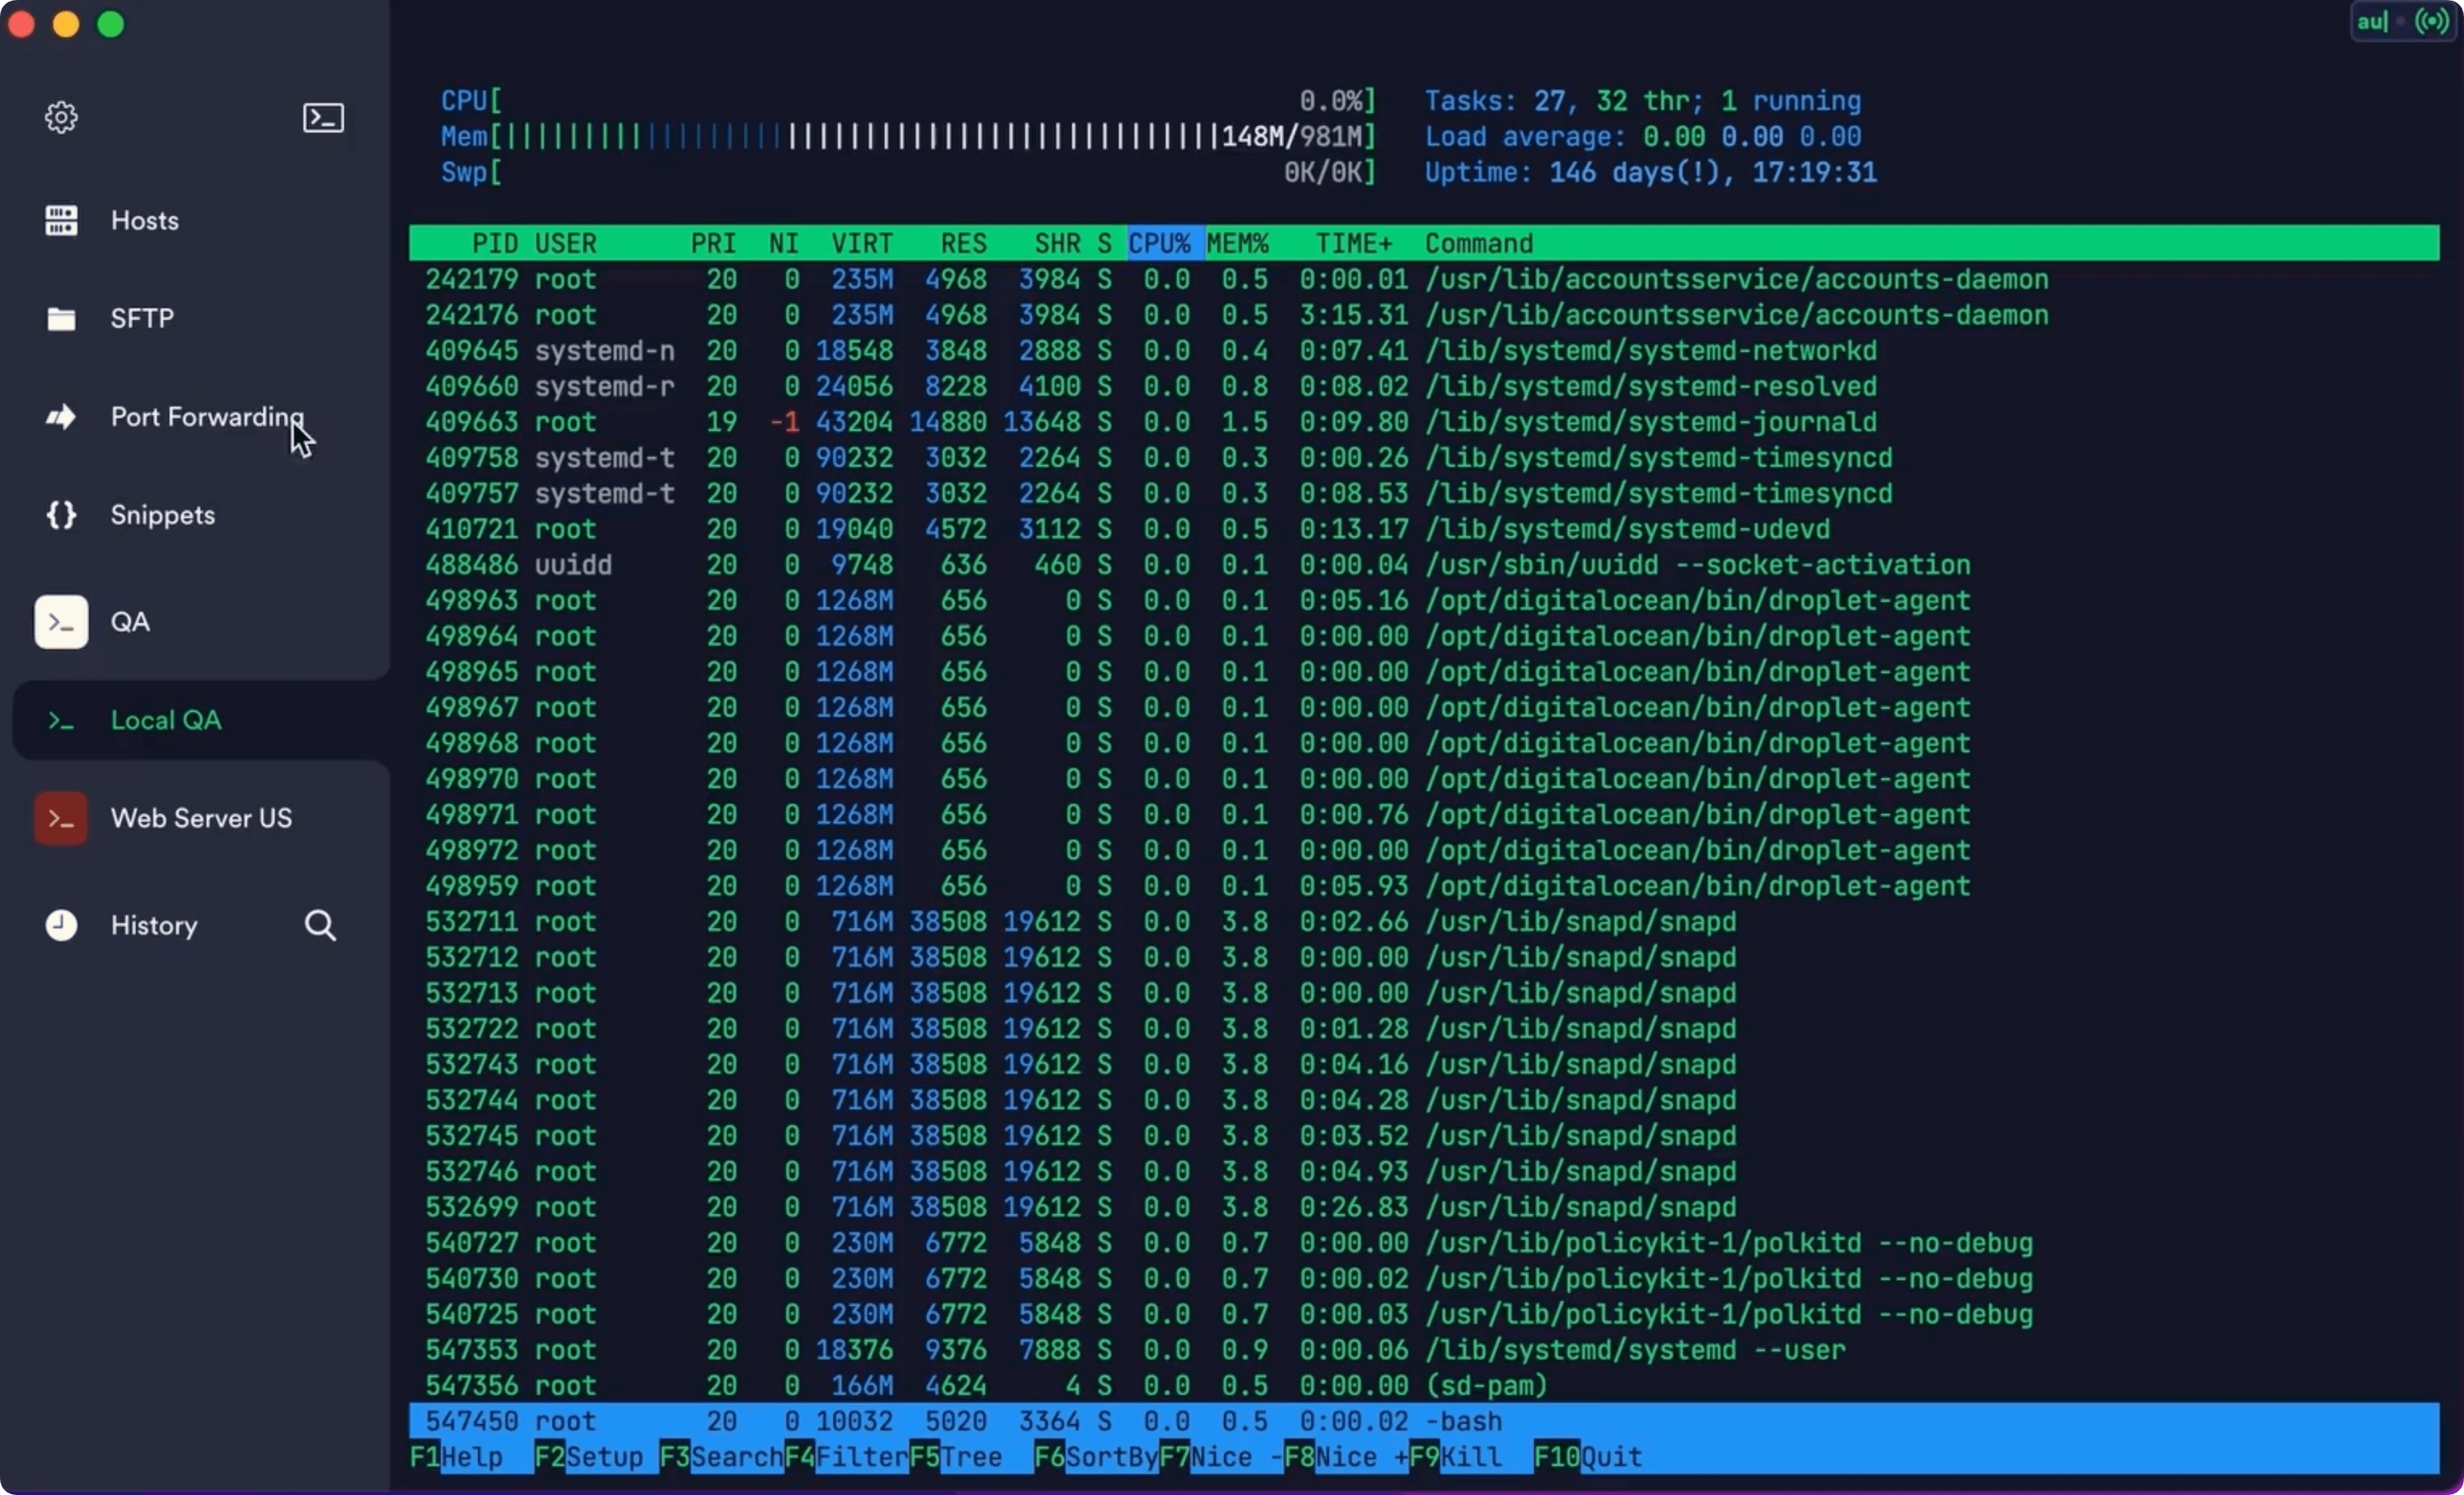 au|
CPU[ 0.0%] Tasks: 27, 32 thr; 1 running
Mem[||||||||||||||||||||||||||||||||||||||||||||||148M/981M] Load average: 0.00 0.00 0.00
Swp[ 0K/0K] Uptime: 146 days(!), 17:19:31
Hosts
SFTP
Port Forwarding
Snippets
QA
Local QA
Web Server US
History
PID USER PRI NI VIRT RES SHR S CPU% MEM% TIME+ Command
242179 root 20 0 235M 4968 3984 S 0.0 0.5 0:00.01 /usr/lib/accountsservice/accounts-daemon
242176 root 20 0 235M 4968 3984 S 0.0 0.5 3:15.31 /usr/lib/accountsservice/accounts-daemon
409645 systemd-n 20 0 18548 3848 2888 S 0.0 0.4 0:07.41 /lib/systemd/systemd-networkd
409660 systemd-r 20 0 24056 8228 4100 S 0.0 0.8 0:08.02 /lib/systemd/systemd-resolved
409663 root 19 -1 43204 14880 13648 S 0.0 1.5 0:09.80 /lib/systemd/systemd-journald
409758 systemd-t 20 0 90232 3032 2264 S 0.0 0.3 0:00.26 /lib/systemd/systemd-timesyncd
409757 systemd-t 20 0 90232 3032 2264 S 0.0 0.3 0:08.53 /lib/systemd/systemd-timesyncd
410721 root 20 0 19040 4572 3112 S 0.0 0.5 0:13.17 /lib/systemd/systemd-udevd
488486 uuidd 20 0 9748 636 460 S 0.0 0.1 0:00.04 /usr/sbin/uuidd --socket-activation
498963 root 20 0 1268M 656 0 S 0.0 0.1 0:05.16 /opt/digitalocean/bin/droplet-agent
498964 root 20 0 1268M 656 0 S 0.0 0.1 0:00.00 /opt/digitalocean/bin/droplet-agent
498965 root 20 0 1268M 656 0 S 0.0 0.1 0:00.00 /opt/digitalocean/bin/droplet-agent
498967 root 20 0 1268M 656 0 S 0.0 0.1 0:00.00 /opt/digitalocean/bin/droplet-agent
498968 root 20 0 1268M 656 0 S 0.0 0.1 0:00.00 /opt/digitalocean/bin/droplet-agent
498970 root 20 0 1268M 656 0 S 0.0 0.1 0:00.00 /opt/digitalocean/bin/droplet-agent
498971 root 20 0 1268M 656 0 S 0.0 0.1 0:00.76 /opt/digitalocean/bin/droplet-agent
498972 root 20 0 1268M 656 0 S 0.0 0.1 0:00.00 /opt/digitalocean/bin/droplet-agent
498959 root 20 0 1268M 656 0 S 0.0 0.1 0:05.93 /opt/digitalocean/bin/droplet-agent
532711 root 20 0 716M 38508 19612 S 0.0 3.8 0:02.66 /usr/lib/snapd/snapd
532712 root 20 0 716M 38508 19612 S 0.0 3.8 0:00.00 /usr/lib/snapd/snapd
532713 root 20 0 716M 38508 19612 S 0.0 3.8 0:00.00 /usr/lib/snapd/snapd
532722 root 20 0 716M 38508 19612 S 0.0 3.8 0:01.28 /usr/lib/snapd/snapd
532743 root 20 0 716M 38508 19612 S 0.0 3.8 0:04.16 /usr/lib/snapd/snapd
532744 root 20 0 716M 38508 19612 S 0.0 3.8 0:04.28 /usr/lib/snapd/snapd
532745 root 20 0 716M 38508 19612 S 0.0 3.8 0:03.52 /usr/lib/snapd/snapd
532746 root 20 0 716M 38508 19612 S 0.0 3.8 0:04.93 /usr/lib/snapd/snapd
532699 root 20 0 716M 38508 19612 S 0.0 3.8 0:26.83 /usr/lib/snapd/snapd
540727 root 20 0 230M 6772 5848 S 0.0 0.7 0:00.00 /usr/lib/policykit-1/polkitd --no-debug
540730 root 20 0 230M 6772 5848 S 0.0 0.7 0:00.02 /usr/lib/policykit-1/polkitd --no-debug
540725 root 20 0 230M 6772 5848 S 0.0 0.7 0:00.03 /usr/lib/policykit-1/polkitd --no-debug
547353 root 20 0 18376 9376 7888 S 0.0 0.9 0:00.06 /lib/systemd/systemd --user
547356 root 20 0 166M 4624 4 S 0.0 0.5 0:00.00 (sd-pam)
547450 root 20 0 10032 5020 3364 S 0.0 0.5 0:00.02 -bash
F1Help F2Setup F3SearchF4FilterF5Tree F6SortByF7Nice -F8Nice +F9Kill F10Quit